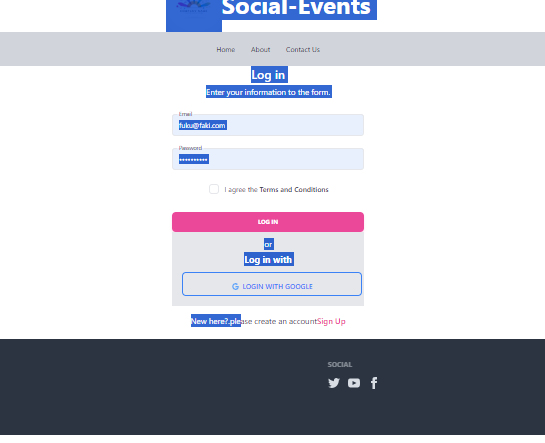 Social-Events
Home About Contact Us
Log in
Enter your information to the form.
Email
fuku@faki.com
Password
••••••••••
I agree the Terms and Conditions
LOG IN
or
Log in with
LOGIN WITH GOOGLE
New here?.please create an accountSign Up
SOCIAL